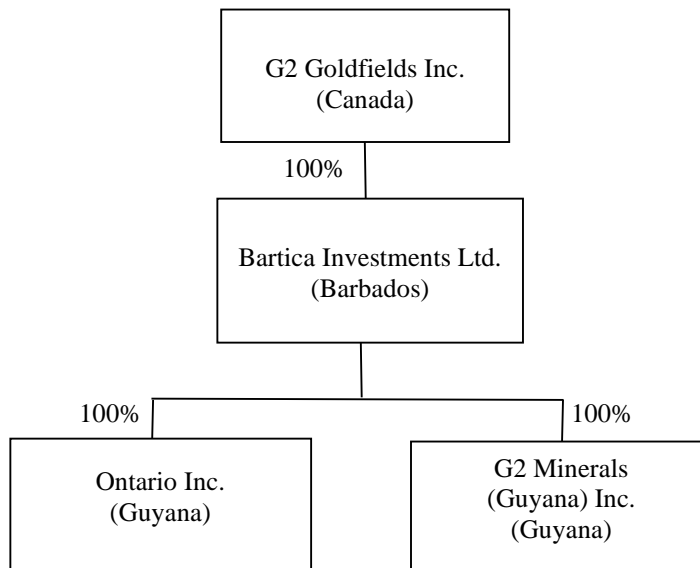 G2 Goldfields Inc.
(Canada)
100%
Bartica Investments Ltd.
(Barbados)
100%
100%
Ontario Inc.
(Guyana)
G2 Minerals
(Guyana) Inc.
(Guyana)